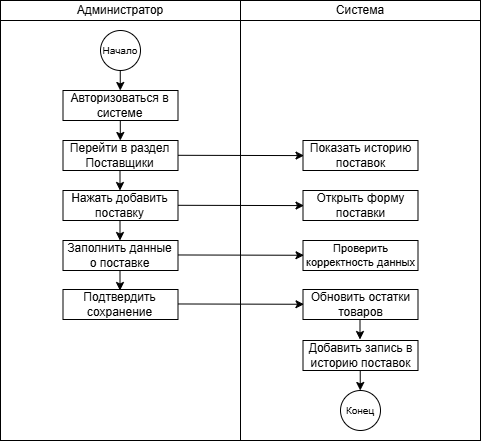 Администратор
Система
Начало
Авторизоваться в
системе
Перейти в раздел
Поставщики
Показать историю
поставок
Нажать добавить
поставку
Открыть форму
поставки
Заполнить данные
о поставке
Проверить
корректность данных
Подтвердить
сохранение
Обновить остатки
товаров
Добавить запись в
историю поставок
Конец